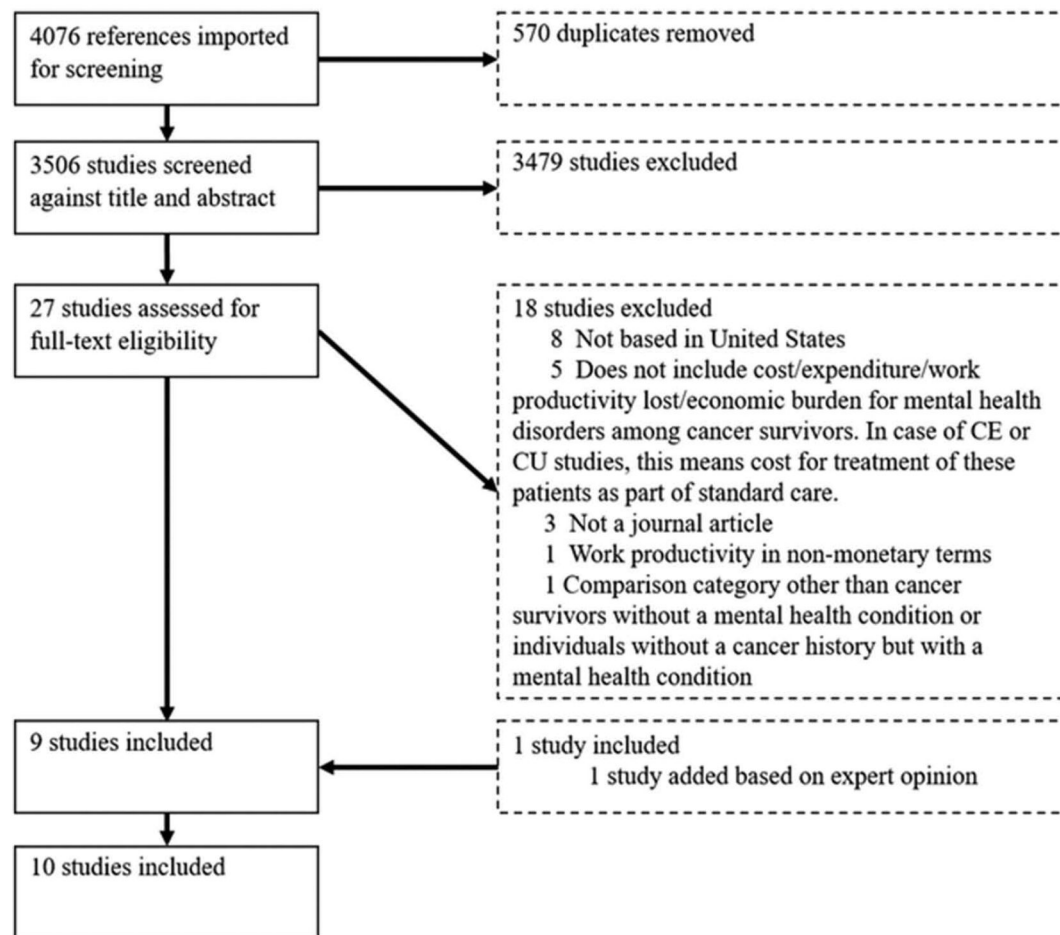 4076 references imported
for screening
570 duplicates removed
3506 studies screened
against title and abstract
3479 studies excluded
27 studies assessed for
full-text eligibility
18 studies excluded
8 Not based in United States
5 Does not include cost/expenditure/work
productivity lost/economic burden for mental health
disorders among cancer survivors. In case of CE or
CU studies, this means cost for treatment of these
patients as part of standard care.
3 Not a journal article
1 Work productivity in non-monetary terms
1 Comparison category other than cancer
survivors without a mental health condition or
individuals without a cancer history but with a
mental health condition
9 studies included
1 study included
1 study added based on expert opinion
10 studies included